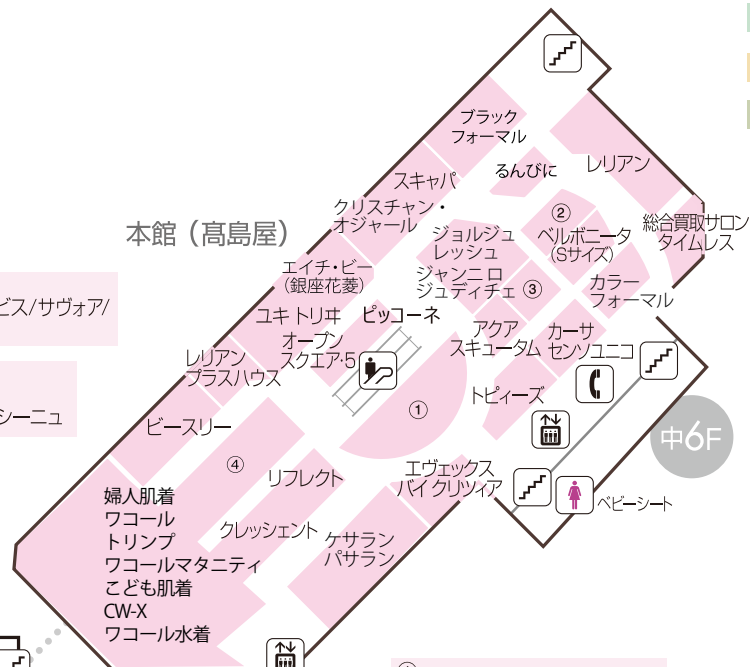 ブラック
フォーマル
るんびに
レリアン
スキャパ
クリスチャン・
オジャール
本館（髙島屋）
②
ベルボニータ
（Sサイズ）
総合買取サロン
タイムレス
ジョルジュ
レッシュ
エイチ・ビー
（銀座花菱）
ジャンニ ロ
ジュディチェ
③
カラー
フォーマル
ビス/サヴォア/
ユキ トリヰ
ピッコーネ
オープン
スクエア・5
アクア
スキュータム
カーサ
センソユニコ
レリアン
プラスハウス
①
トピィーズ
シーニュ
ビースリー
中6F
④
リフレクト
エヴェックス
バイ クリツィア
ベビーシート
婦人肌着
ワコール
トリンプ
ワコールマタニティ
こども肌着
CW-X
ワコール水着
クレッシェント
ケサラン
パサラン